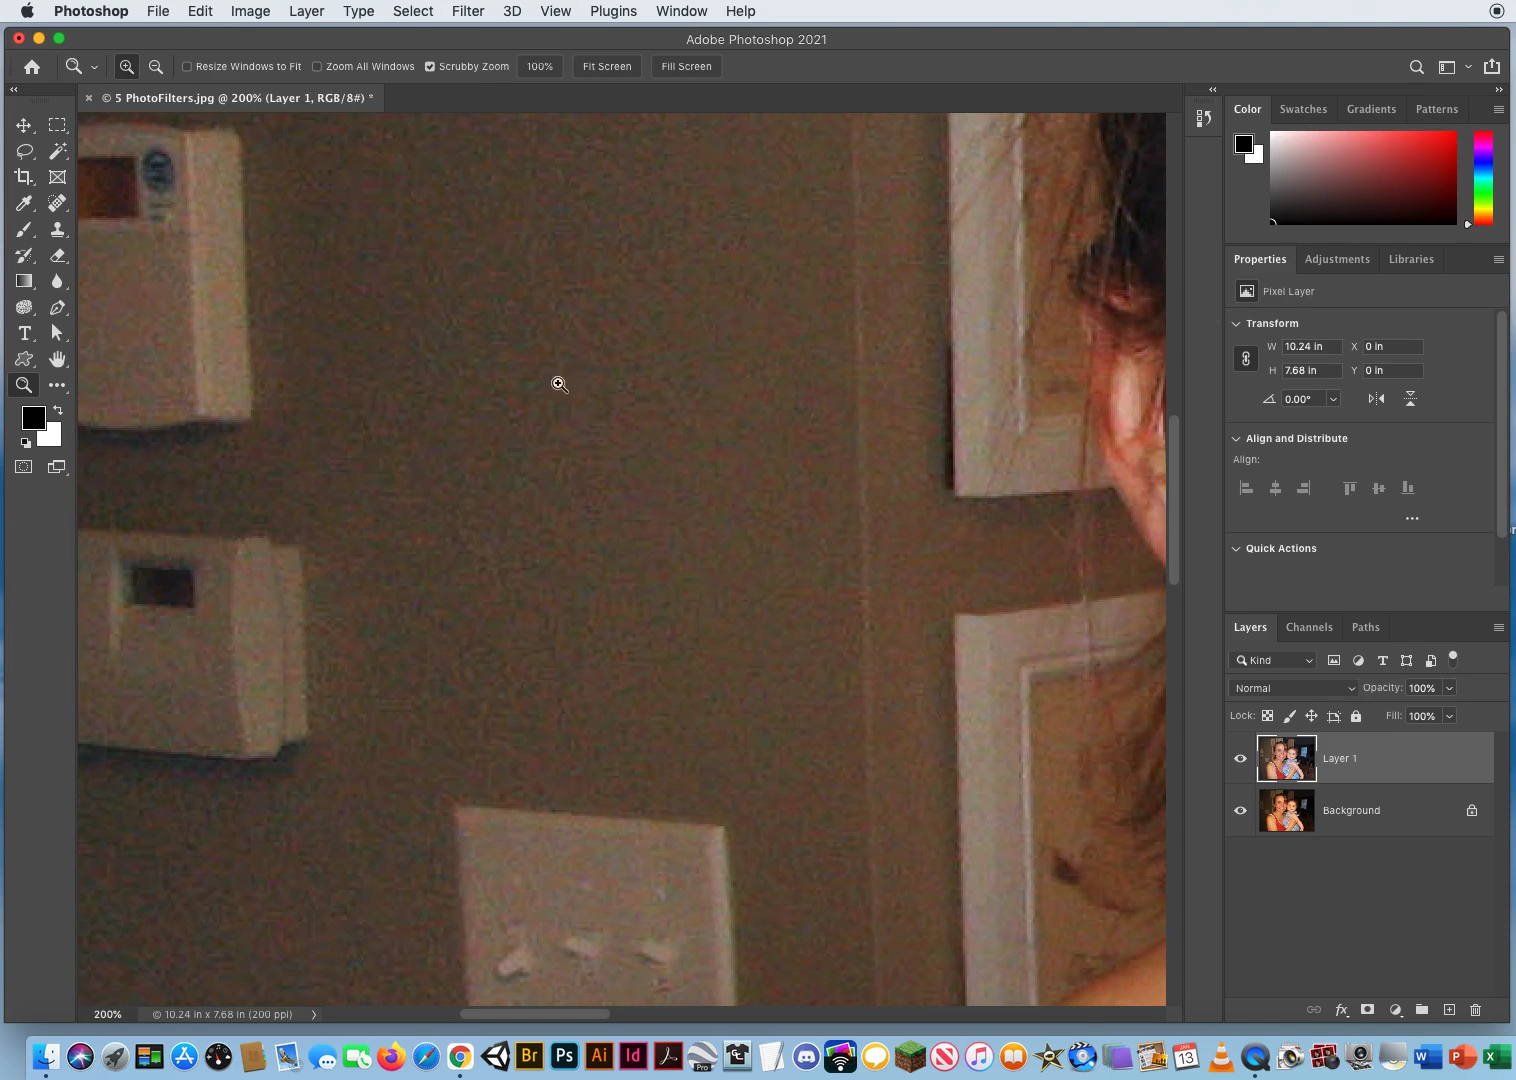 Photoshop File Edit Image Layer Type Select Filter 3D View Plugins Window Help
Adobe Photoshop 2021
Resize Windows to Fit Zoom All Windows Scrubby Zoom 100% Fit Screen Fill Screen
© 5 PhotoFilters.jpg @ 200% (Layer 1, RGB/8#) *
Color Swatches Gradients Patterns
Properties Adjustments Libraries
Pixel Layer
Transform
W 10.24 in X 0 in
H 7.68 in Y 0 in
0.00°
Align and Distribute
Align:
Quick Actions
Layers Channels Paths
Kind
Normal Opacity: 100%
Lock: Fill: 100%
Layer 1
Background
200% © 10.24 in x 7.68 in (200 ppi)
Br Ps Ai Id Pro JAN 13 W P X